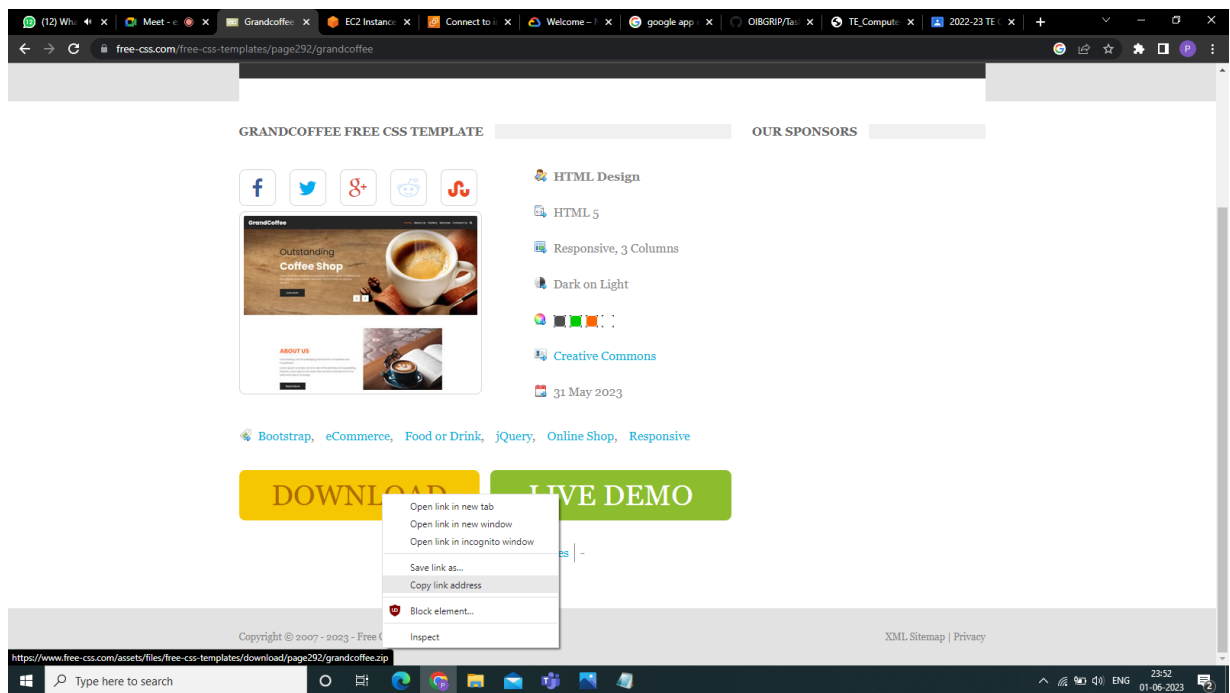 (12) Wha
Meet - e
Grandcoffee
EC2 Instance
Connect to i
Welcome – N
google app
OIBGRIP/Tas
TE_Compute
2022-23 TE C
free-css.com/free-css-templates/page292/grandcoffee
GRANDCOFFEE FREE CSS TEMPLATE
OUR SPONSORS
HTML Design
HTML 5
Responsive, 3 Columns
Dark on Light
Creative Commons
31 May 2023
GrandCoffee
Outstanding
Coffee Shop
ABOUT US
Bootstrap, eCommerce, Food or Drink, jQuery, Online Shop, Responsive
DOWNLOAD
LIVE DEMO
Open link in new tab
Open link in new window
Open link in incognito window
es | -
Save link as...
Copy link address
Block element...
Inspect
Copyright © 2007 - 2023 - Free C
XML Sitemap | Privacy
https://www.free-css.com/assets/files/free-css-templates/download/page292/grandcoffee.zip
Type here to search
ENG
23:52
01-06-2023